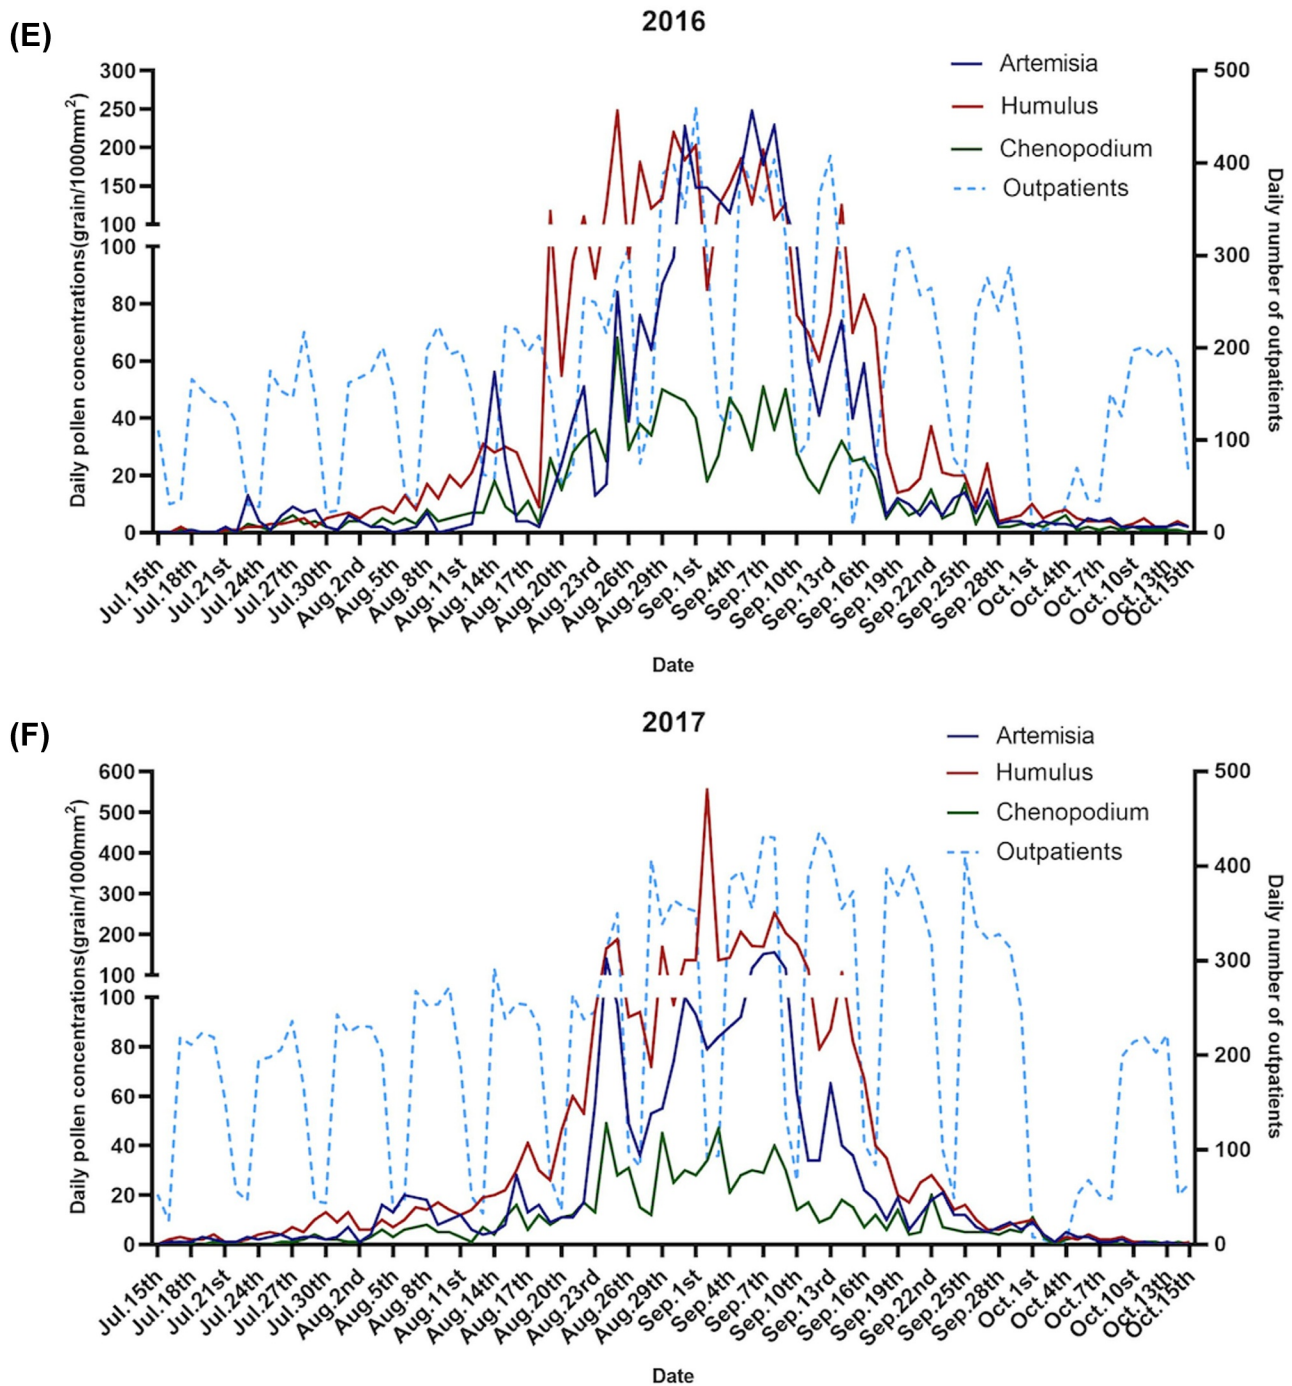 (E)
2016
Artemisia
Humulus
Chenopodium
Outpatients
Daily pollen concentrations(grain/1000mm2)
300
250
200
150
100
100
80
60
40
20
0
500
400
300
200
100
0
Daily number of outpatients
Jul.15th
Jul.18th
Jul.21st
Jul.24th
Jul.27th
Jul.30th
Aug.2nd
Aug.5th
Aug.8th
Aug.11st
Aug.14th
Aug.17th
Aug.20th
Aug.23rd
Aug.26th
Aug.29th
Sep.1st
Sep.4th
Sep.7th
Sep.10th
Sep.13rd
Sep.16th
Sep.19th
Sep.22nd
Sep.25th
Sep.28th
Oct.1st
Oct.4th
Oct.7th
Oct.10st
Oct.13th
Oct.15th
Date
(F)
2017
Artemisia
Humulus
Chenopodium
Outpatients
Daily pollen concentrations(grain/1000mm2)
600
500
400
300
200
100
100
80
60
40
20
0
500
400
300
200
100
0
Daily number of outpatients
Jul.15th
Jul.18th
Jul.21st
Jul.24th
Jul.27th
Jul.30th
Aug.2nd
Aug.5th
Aug.8th
Aug.11st
Aug.14th
Aug.17th
Aug.20th
Aug.23rd
Aug.26th
Aug.29th
Sep.1st
Sep.4th
Sep.7th
Sep.10th
Sep.13rd
Sep.16th
Sep.19th
Sep.22nd
Sep.25th
Sep.28th
Oct.1st
Oct.4th
Oct.7th
Oct.10st
Oct.13th
Oct.15th
Date